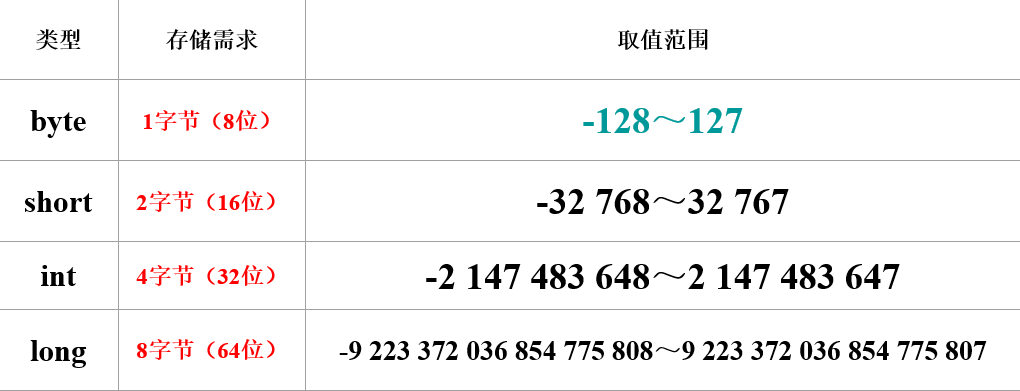 类型 存储需求 取值范围
byte 1字节（8位） -128～127
short 2字节（16位） -32 768～32 767
int 4字节（32位） -2 147 483 648～2 147 483 647
long 8字节（64位） -9 223 372 036 854 775 808～9 223 372 036 854 775 807